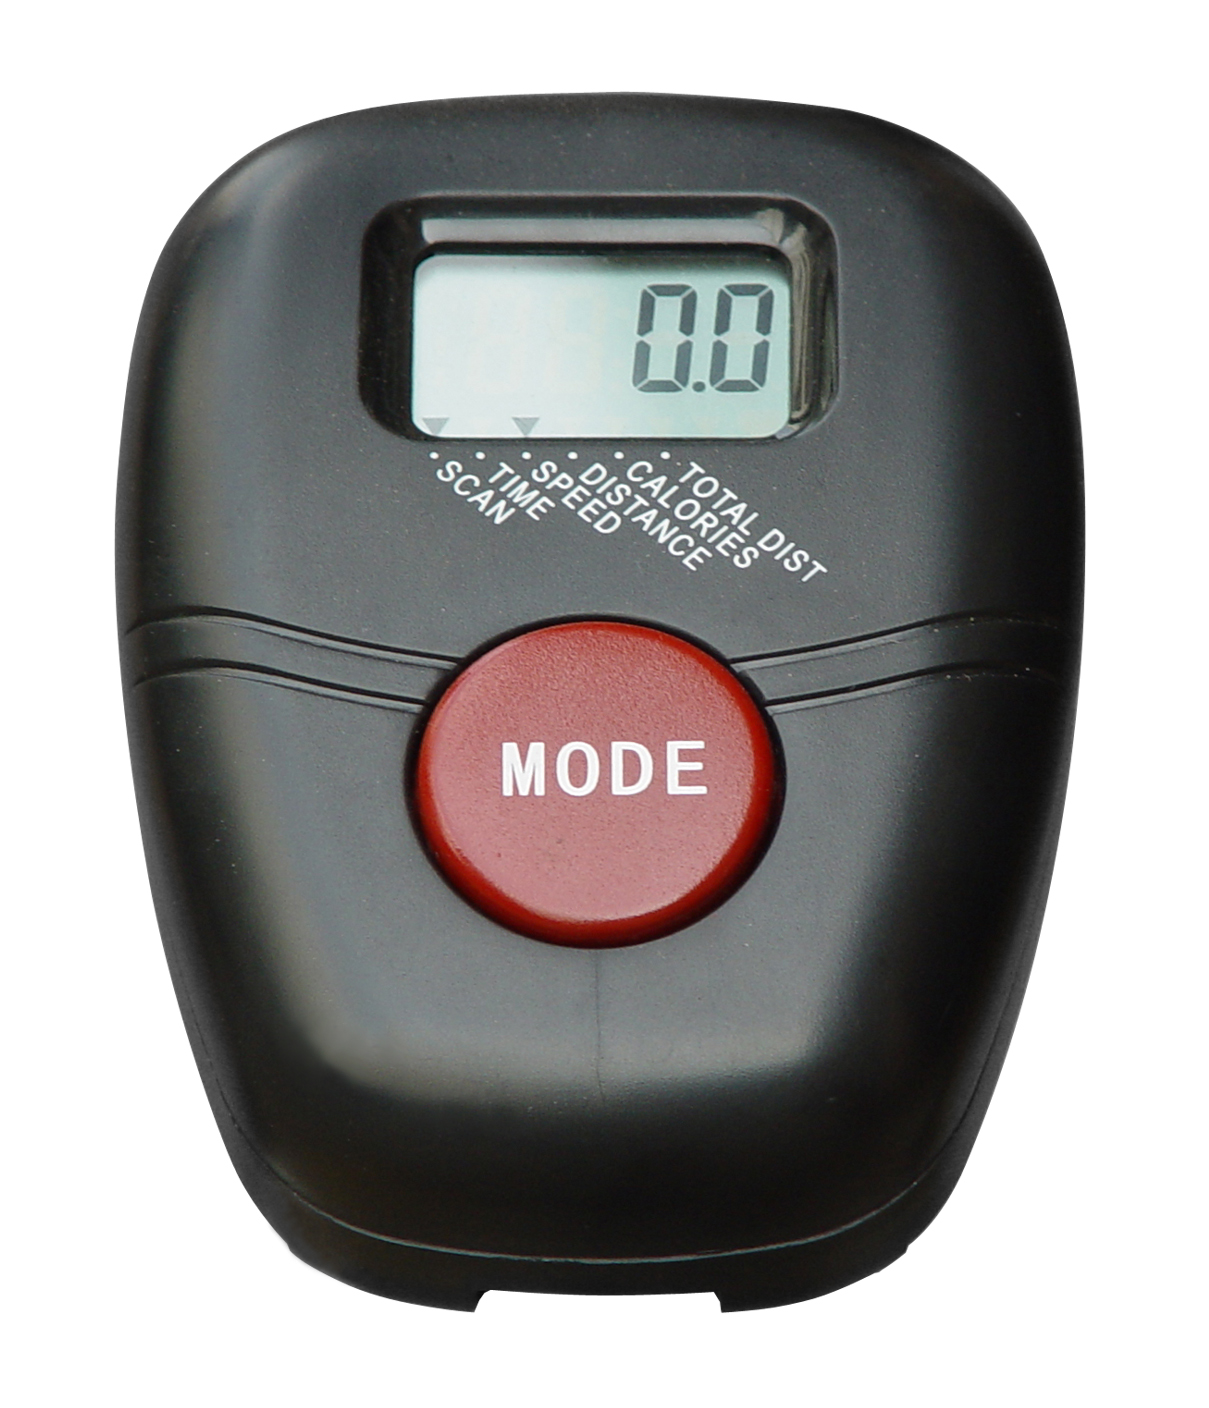 0.0
SCAN
TIME
SPEED
DISTANCE
CALORIES
TOTAL DIST
MODE